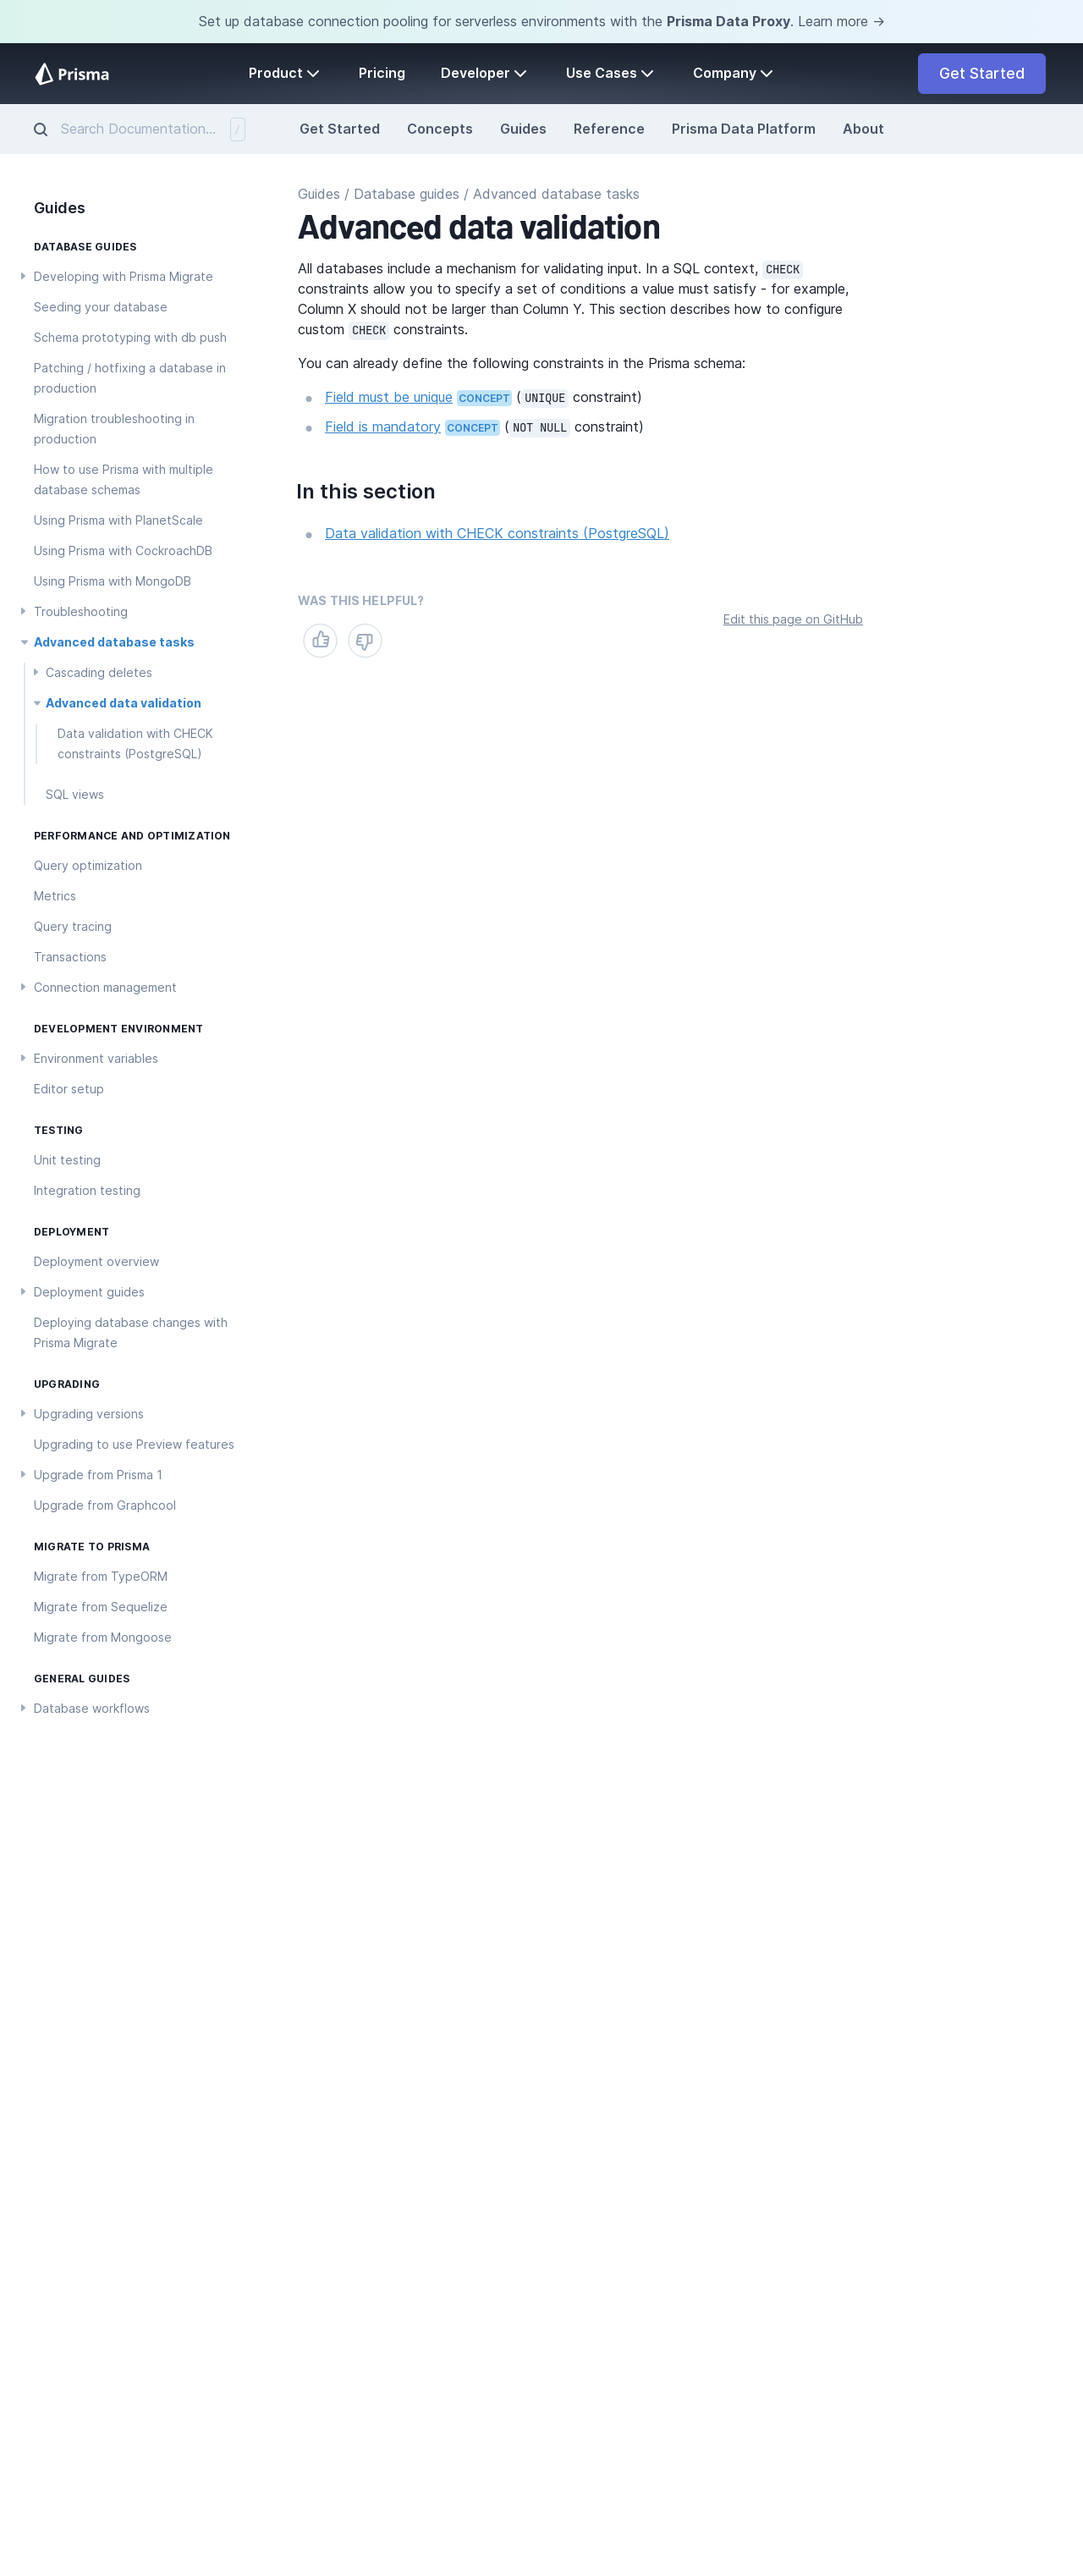 Set up database connection pooling for serverless environments with the Prisma Data Proxy. Learn more →
Prisma
Product
Pricing
Developer
Use Cases
Company
Get Started
Search Documentation...
/
Get Started
Concepts
Guides
Reference
Prisma Data Platform
About
Guides
DATABASE GUIDES
Developing with Prisma Migrate
Seeding your database
Schema prototyping with db push
Patching / hotfixing a database in
production
Migration troubleshooting in
production
How to use Prisma with multiple
database schemas
Using Prisma with PlanetScale
Using Prisma with CockroachDB
Using Prisma with MongoDB
Troubleshooting
Advanced database tasks
Cascading deletes
Advanced data validation
Data validation with CHECK
constraints (PostgreSQL)
SQL views
PERFORMANCE AND OPTIMIZATION
Query optimization
Metrics
Query tracing
Transactions
Connection management
DEVELOPMENT ENVIRONMENT
Environment variables
Editor setup
TESTING
Unit testing
Integration testing
DEPLOYMENT
Deployment overview
Deployment guides
Deploying database changes with
Prisma Migrate
UPGRADING
Upgrading versions
Upgrading to use Preview features
Upgrade from Prisma 1
Upgrade from Graphcool
MIGRATE TO PRISMA
Migrate from TypeORM
Migrate from Sequelize
Migrate from Mongoose
GENERAL GUIDES
Database workflows
Guides / Database guides / Advanced database tasks
Advanced data validation
All databases include a mechanism for validating input. In a SQL context, CHECK
constraints allow you to specify a set of conditions a value must satisfy - for example,
Column X should not be larger than Column Y. This section describes how to configure
custom CHECK constraints.
You can already define the following constraints in the Prisma schema:
Field must be unique CONCEPT ( UNIQUE constraint)
Field is mandatory CONCEPT ( NOT NULL constraint)
In this section
Data validation with CHECK constraints (PostgreSQL)
WAS THIS HELPFUL?
Edit this page on GitHub